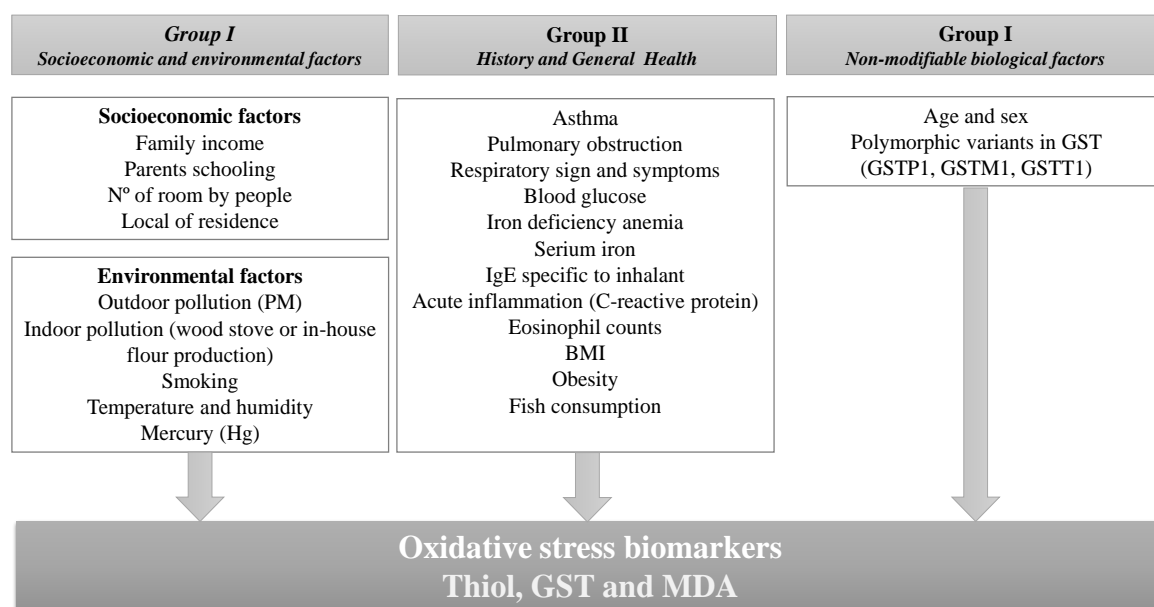 Group I
Socioeconomic and environmental factors
Socioeconomic factors
Family income
Parents schooling
Nº of room by people
Local of residence
Environmental factors
Outdoor pollution (PM)
Indoor pollution (wood stove or in-house
flour production)
Smoking
Temperature and humidity
Mercury (Hg)
Group II
History and General Health
Asthma
Pulmonary obstruction
Respiratory sign and symptoms
Blood glucose
Iron deficiency anemia
Serium iron
IgE specific to inhalant
Acute inflammation (C-reactive protein)
Eosinophil counts
BMI
Obesity
Fish consumption
Group I
Non-modifiable biological factors
Age and sex
Polymorphic variants in GST
(GSTP1, GSTM1, GSTT1)
Oxidative stress biomarkers
Thiol, GST and MDA